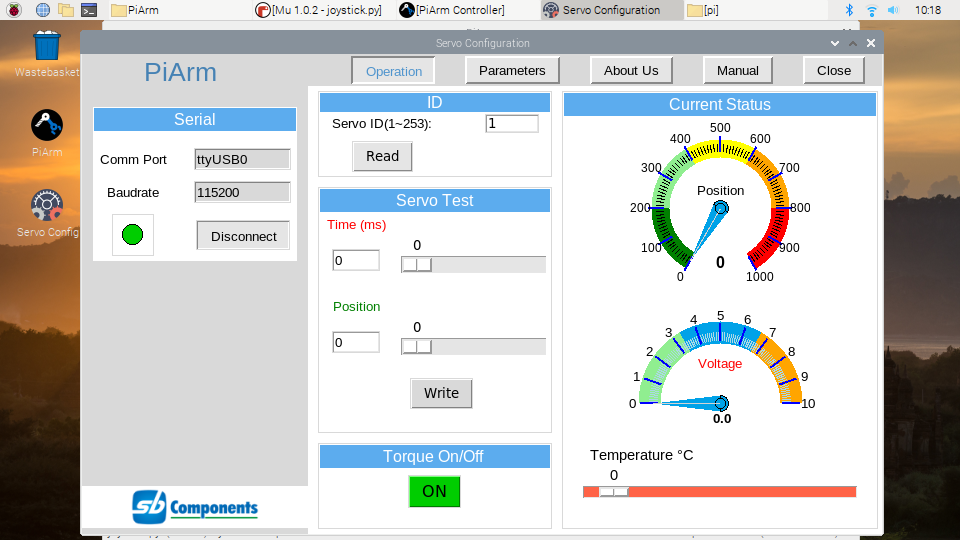 PiArm
[Mu 1.0.2 - joystick.py]
[PiArm Controller]
Servo Configuration
[pi]
10:18
Servo Configuration
Wastebasket
PiArm
Servo Config
PiArm
Operation
Parameters
About Us
Manual
Close
Serial
Comm Port
ttyUSB0
Baudrate
115200
Disconnect
sb Components
ID
Servo ID(1~253):
1
Read
Servo Test
Time (ms)
0
0
Position
0
0
Write
Torque On/Off
ON
Current Status
0
100
200
300
400
500
600
700
800
900
1000
Position
0
0
1
2
3
4
5
6
7
8
9
10
Voltage
0.0
Temperature °C
0